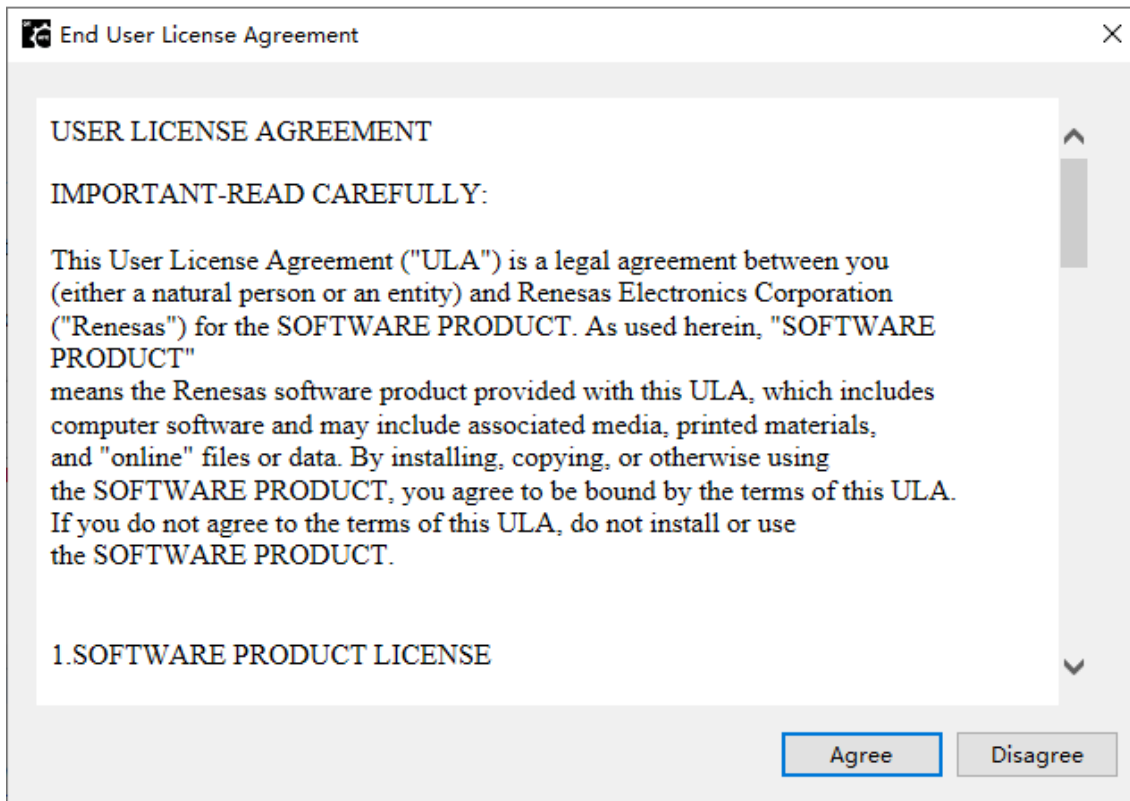 End User License Agreement
USER LICENSE AGREEMENT
IMPORTANT-READ CAREFULLY:
This User License Agreement ("ULA") is a legal agreement between you
(either a natural person or an entity) and Renesas Electronics Corporation
("Renesas") for the SOFTWARE PRODUCT. As used herein, "SOFTWARE
PRODUCT"
means the Renesas software product provided with this ULA, which includes
computer software and may include associated media, printed materials,
and "online" files or data. By installing, copying, or otherwise using
the SOFTWARE PRODUCT, you agree to be bound by the terms of this ULA.
If you do not agree to the terms of this ULA, do not install or use
the SOFTWARE PRODUCT.
1.SOFTWARE PRODUCT LICENSE
Agree
Disagree